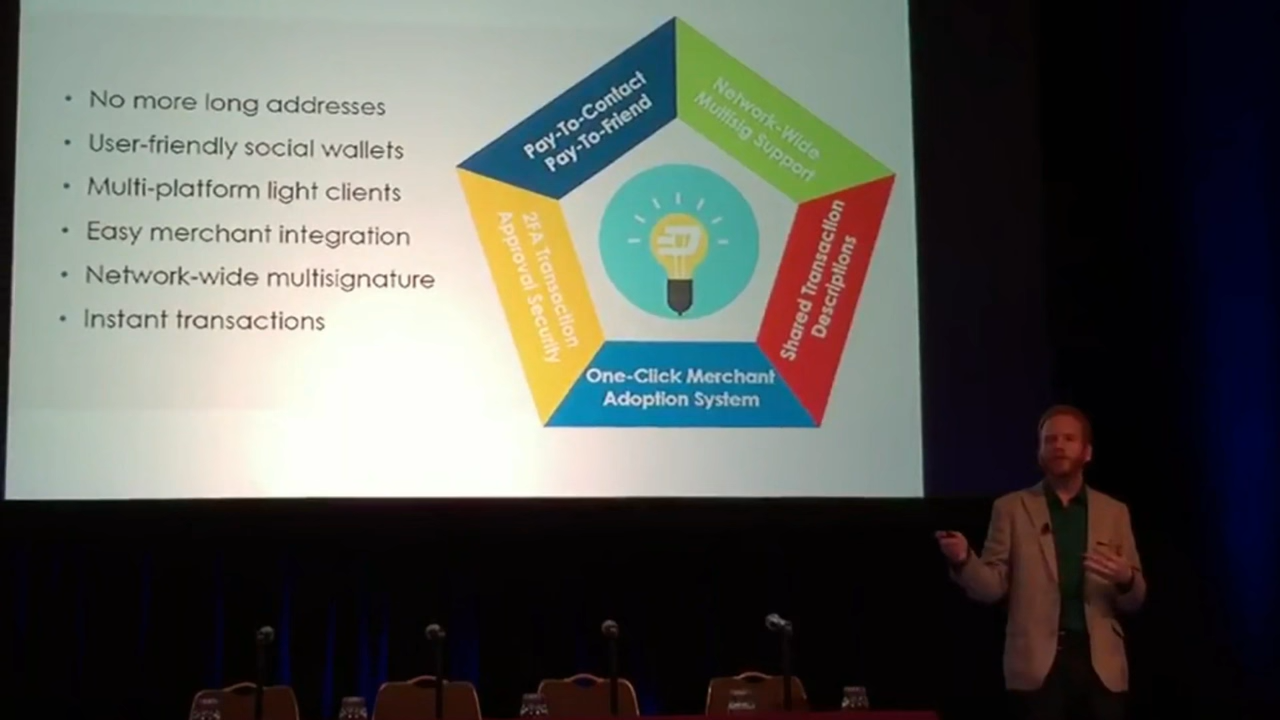 • No more long addresses
• User-friendly social wallets
• Multi-platform light clients
• Easy merchant integration
• Network-wide multisignature
• Instant transactions
Pay-To-Contact
Pay-To-Friend
Network-Wide
Multisig Support
2FA Transaction
Approval Security
Shared Transaction
Descriptions
One-Click Merchant
Adoption System